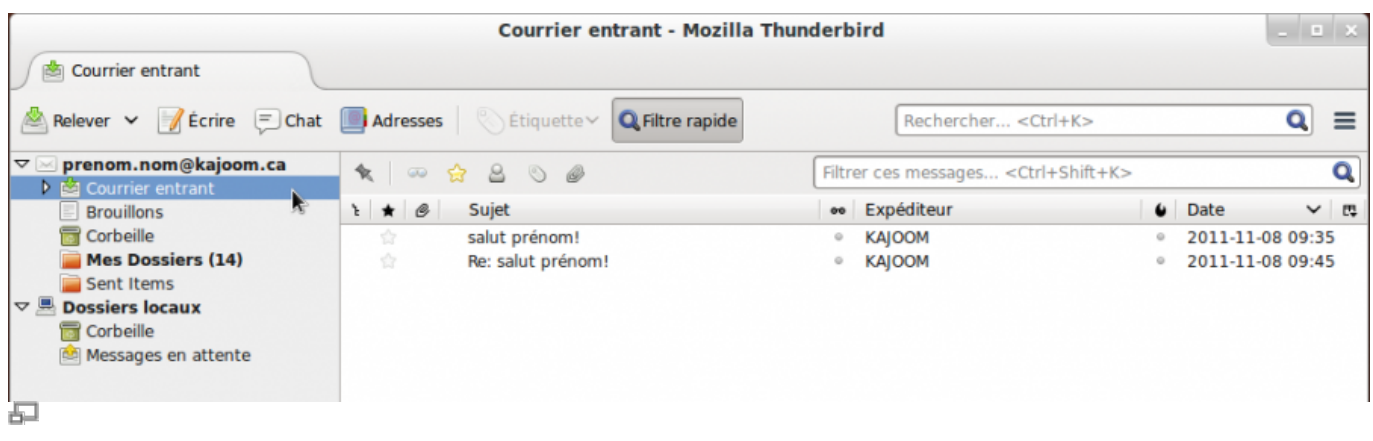 Courrier entrant - Mozilla Thunderbird
Courrier entrant
Relever Écrire Chat Adresses Étiquette Filtre rapide Rechercher... <Ctrl+K>
prenom.nom@kajoom.ca
Filtrer ces messages... <Ctrl+Shift+K>
Courrier entrant
Brouillons
Corbeille
Mes Dossiers (14)
Sent Items
Dossiers locaux
Corbeille
Messages en attente
Sujet Expéditeur Date
salut prénom! KAJOOM 2011-11-08 09:35
Re: salut prénom! KAJOOM 2011-11-08 09:45